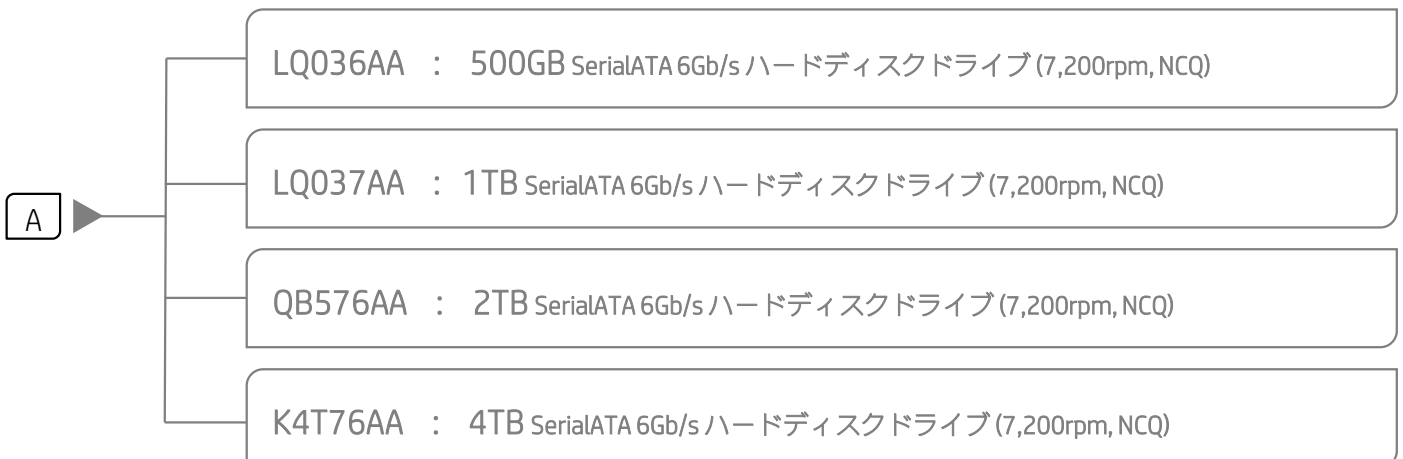 LQ036AA : 500GB SerialATA 6Gb/s ハードディスクドライブ (7,200rpm, NCQ)
LQ037AA : 1TB SerialATA 6Gb/s ハードディスクドライブ (7,200rpm, NCQ)
A
QB576AA : 2TB SerialATA 6Gb/s ハードディスクドライブ (7,200rpm, NCQ)
K4T76AA : 4TB SerialATA 6Gb/s ハードディスクドライブ (7,200rpm, NCQ)